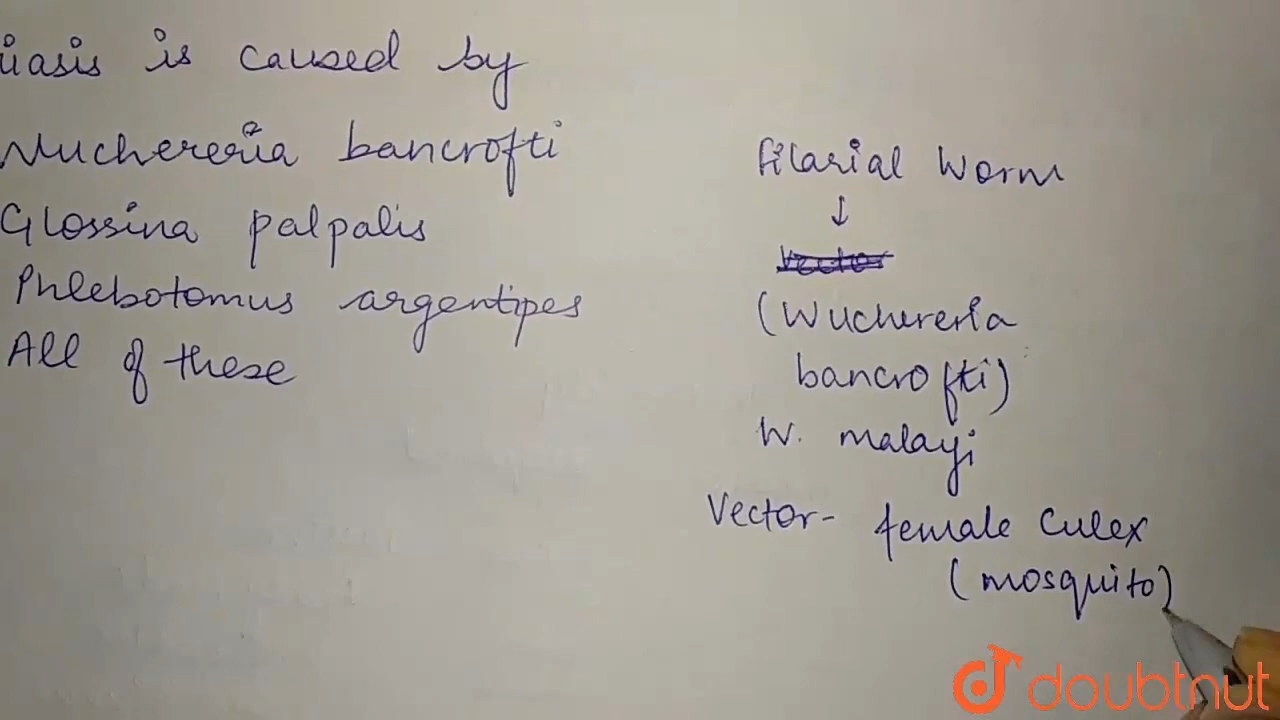 iasis is caused by
Wuchereria bancrofti
Glossina palpalis
Phlebotomus argentipes
All of these
Filarial Worm
↓
Vector
(Wuchereria
bancrofti)
W. malayi
Vector- female Culex
(mosquito)
doubtnut